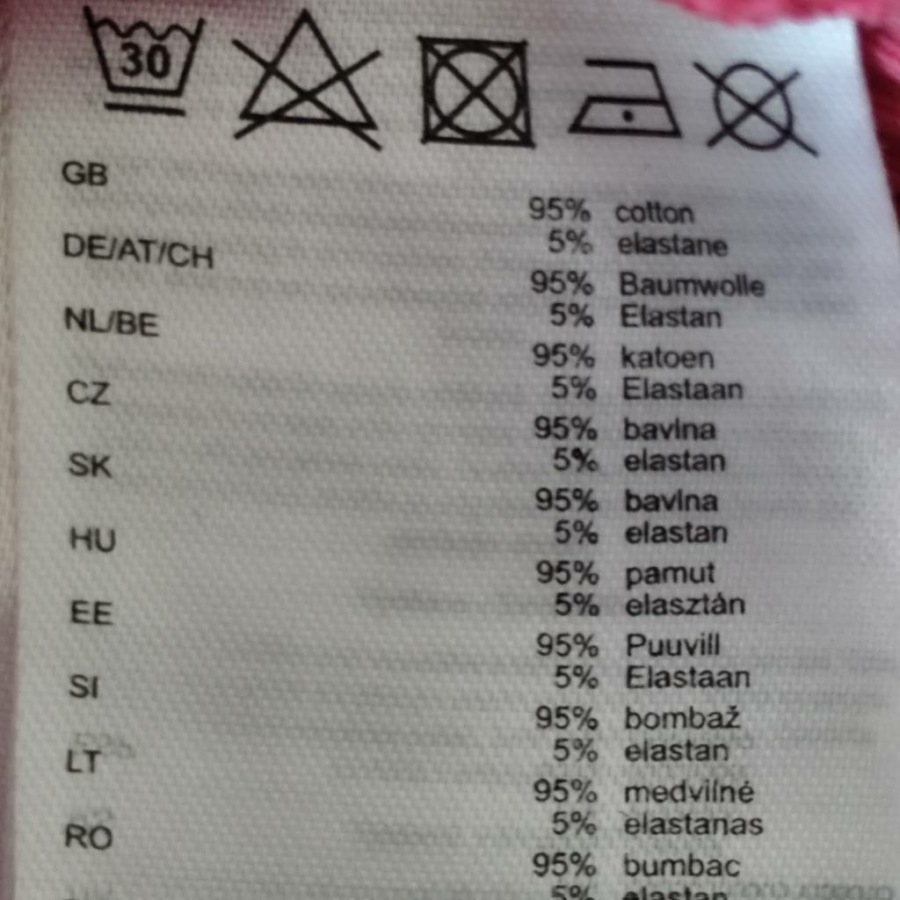 30
GB
95% cotton
5% elastane
DE/AT/CH
95% Baumwolle
5% Elastan
NL/BE
95% katoen
5% Elastaan
CZ
95% bavlna
5% elastan
SK
95% bavlna
5% elastan
HU
95% pamut
5% elasztán
EE
95% Puuvill
5% Elastaan
SI
95% bombaž
5% elastan
LT
95% medvilnė
5% elastanas
RO
95% bumbac
5% elastan